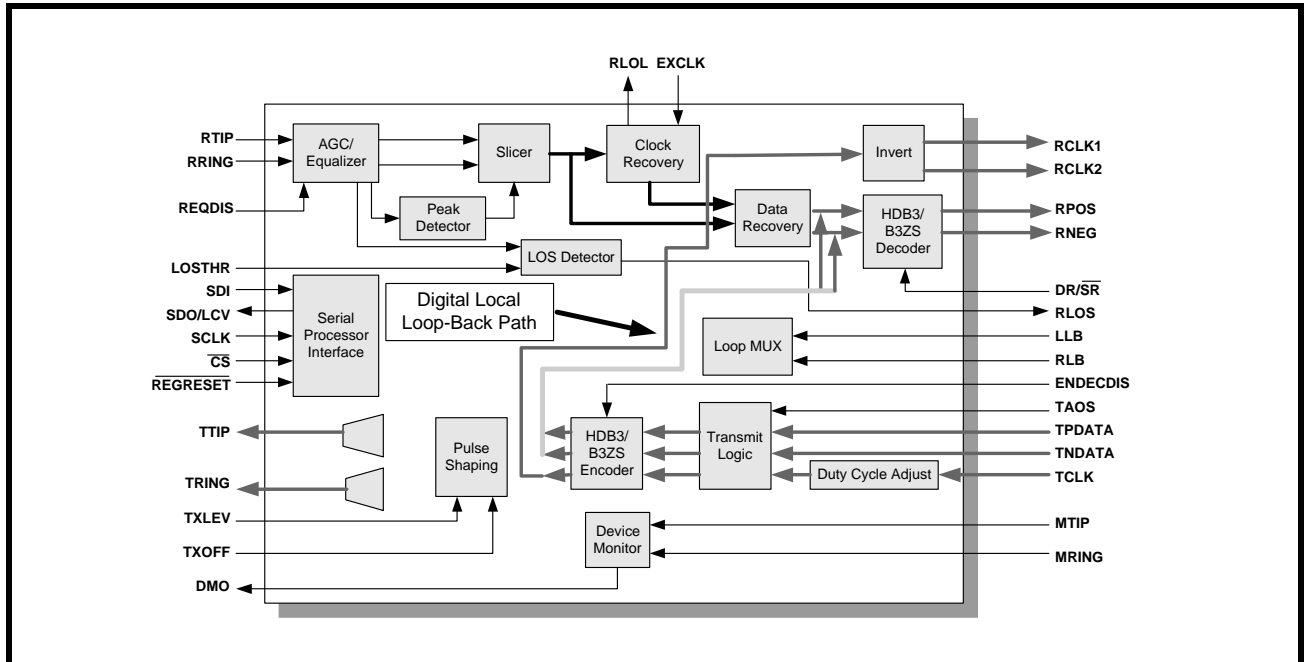 RLOL EXCLK
RTIP
RRING
REQDIS
LOSTHR
SDI
SDO/LCV
SCLK
CS
REGRESET
TTIP
TRING
TXLEV
TXOFF
DMO
AGC/
Equalizer
Peak
Detector
Slicer
LOS Detector
Clock
Recovery
Data
Recovery
Invert
HDB3/
B3ZS
Decoder
Serial
Processor
Interface
Digital Local
Loop-Back Path
Loop MUX
Pulse
Shaping
HDB3/
B3ZS
Encoder
Transmit
Logic
Duty Cycle Adjust
Device
Monitor
RCLK1
RCLK2
RPOS
RNEG
DR/SR
RLOS
LLB
RLB
ENDECDIS
TAOS
TPDATA
TNDATA
TCLK
MTIP
MRING